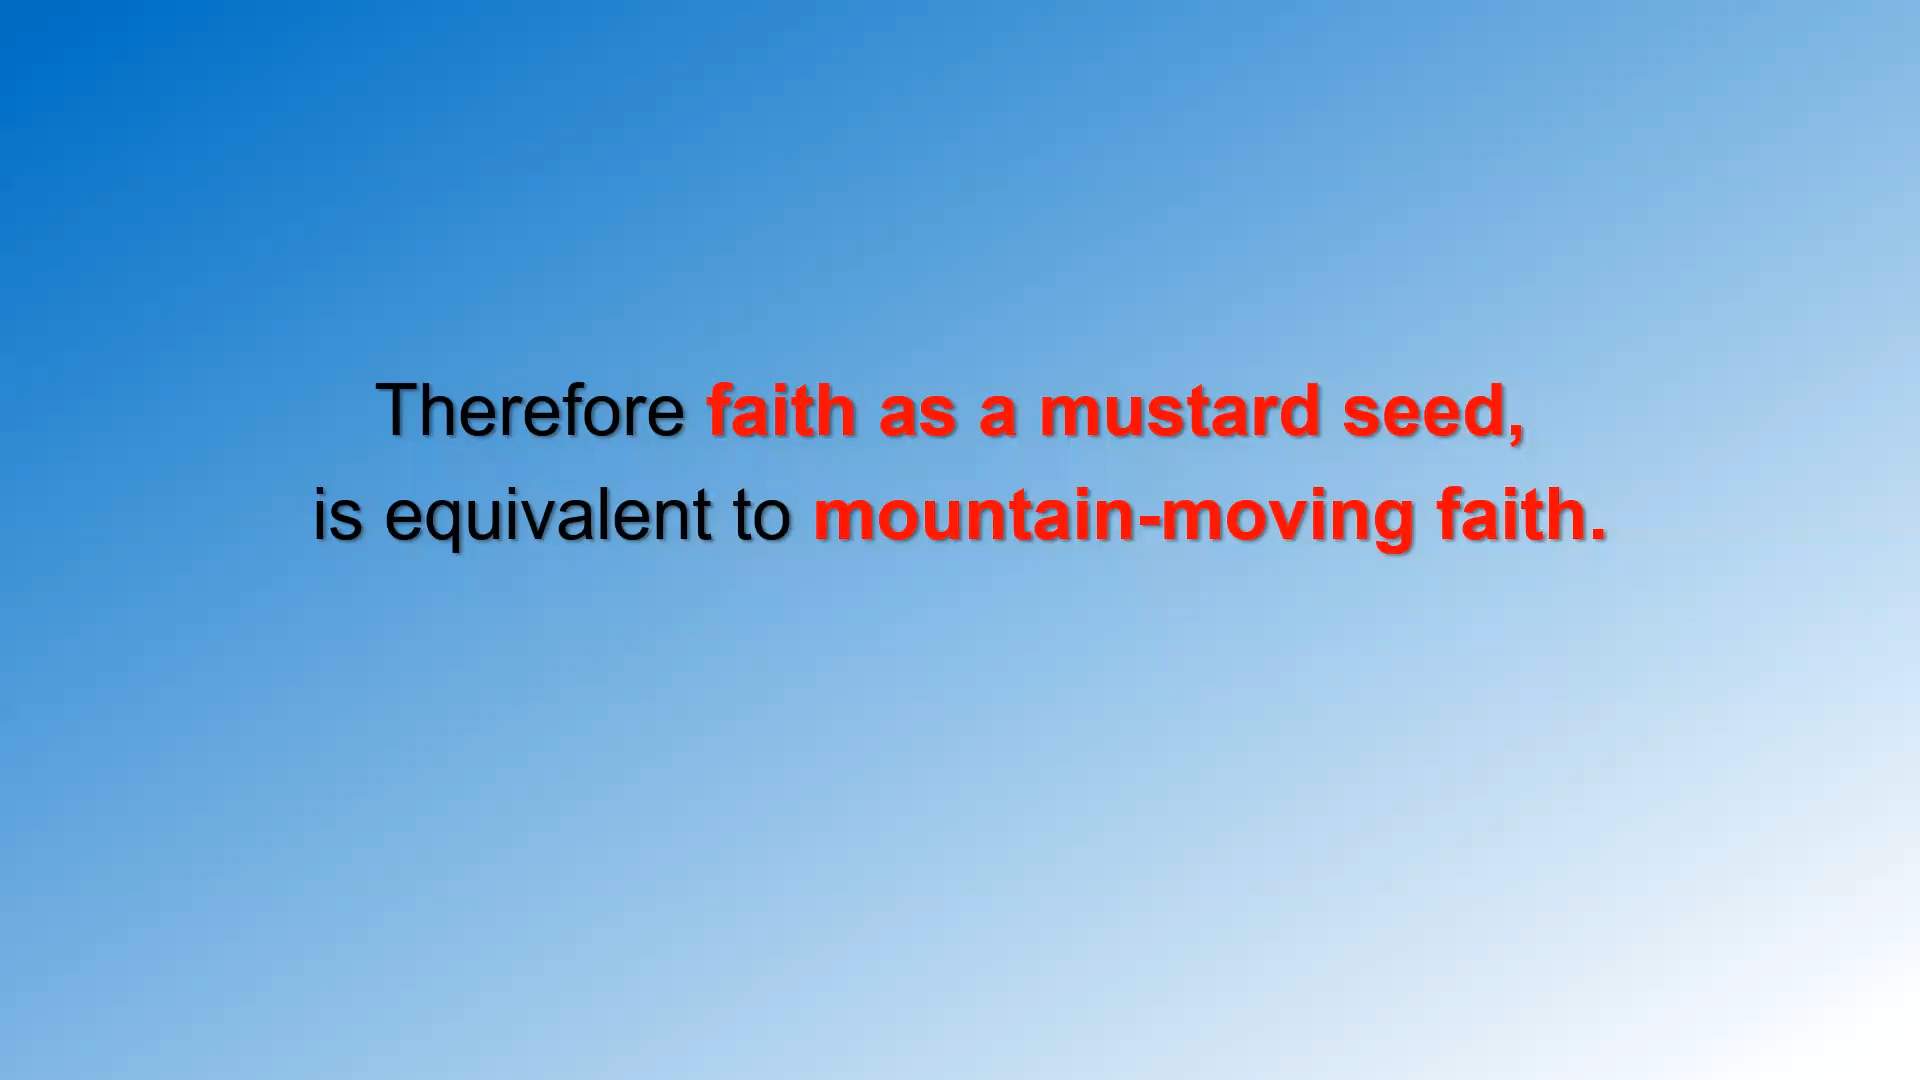 Therefore faith as a mustard seed,
is equivalent to mountain-moving faith.